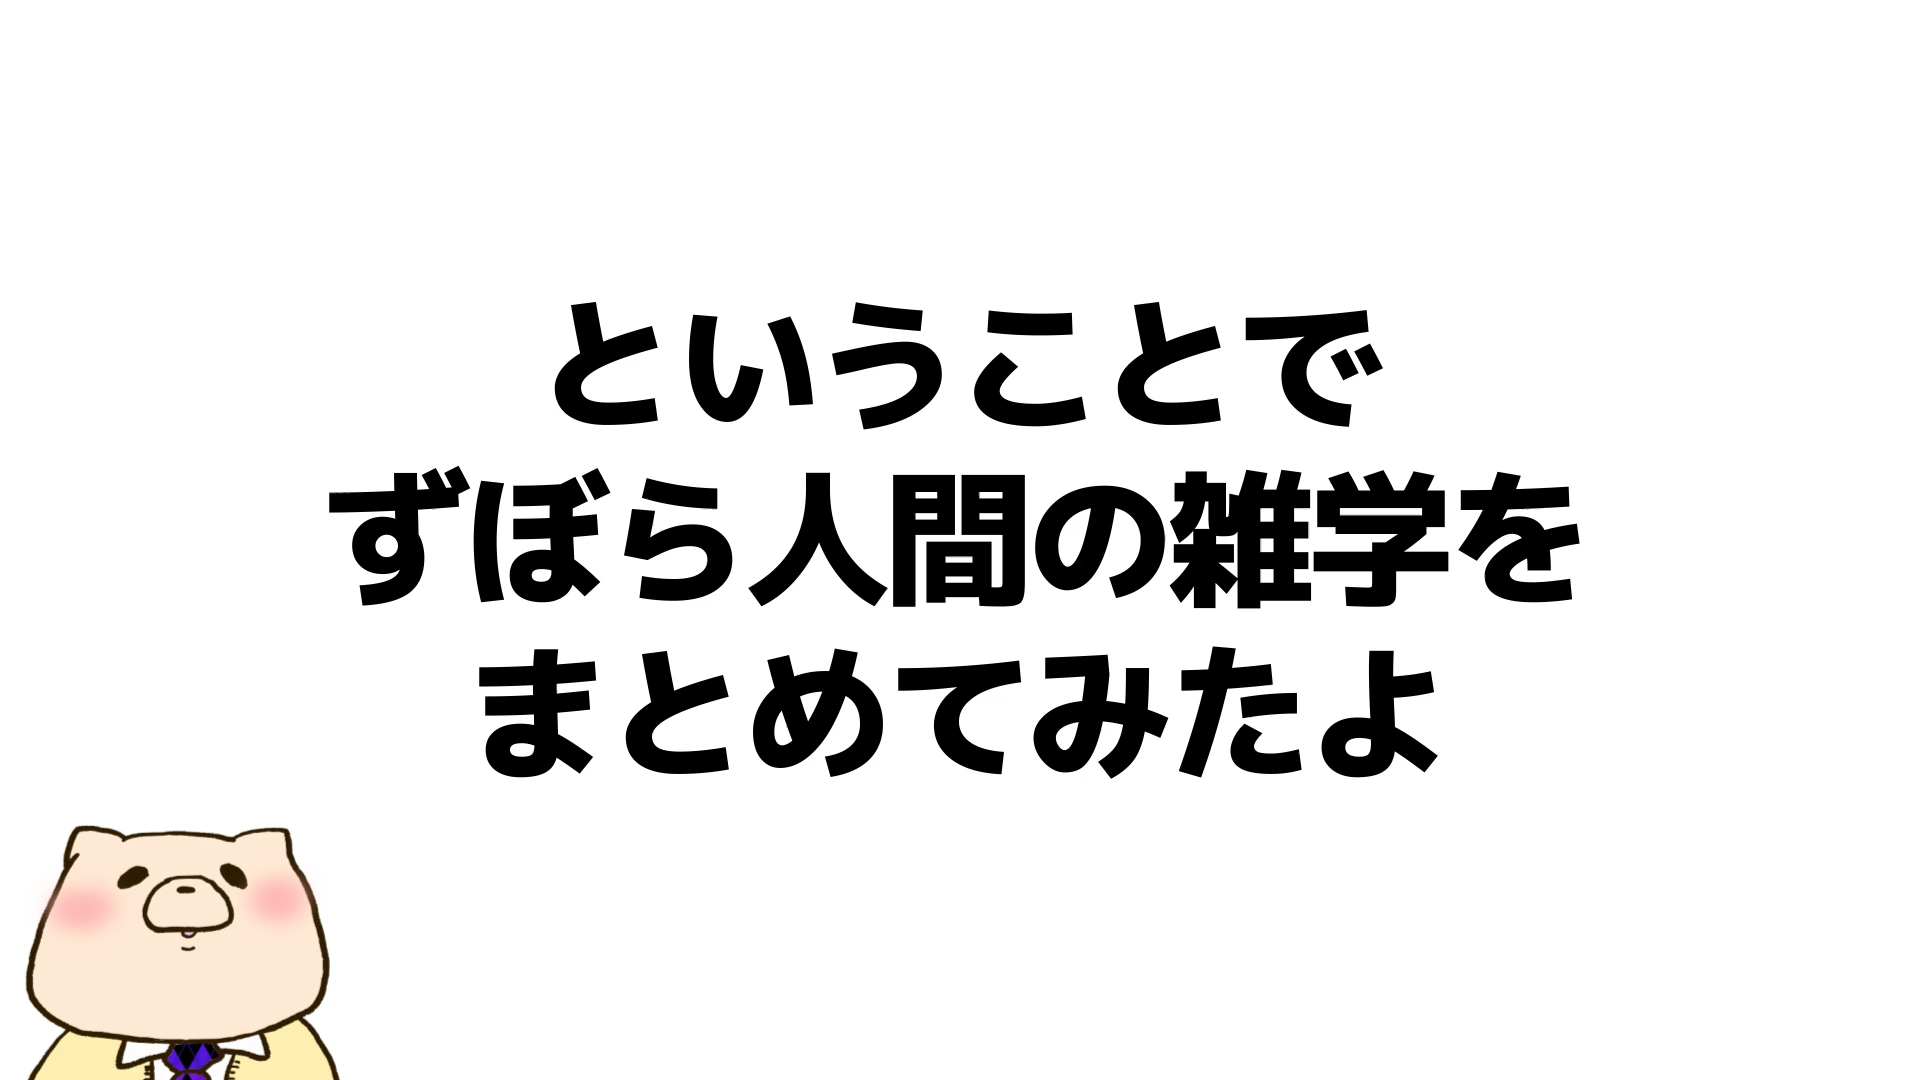 ということで
ずぼら人間の雑学を
まとめてみたよ